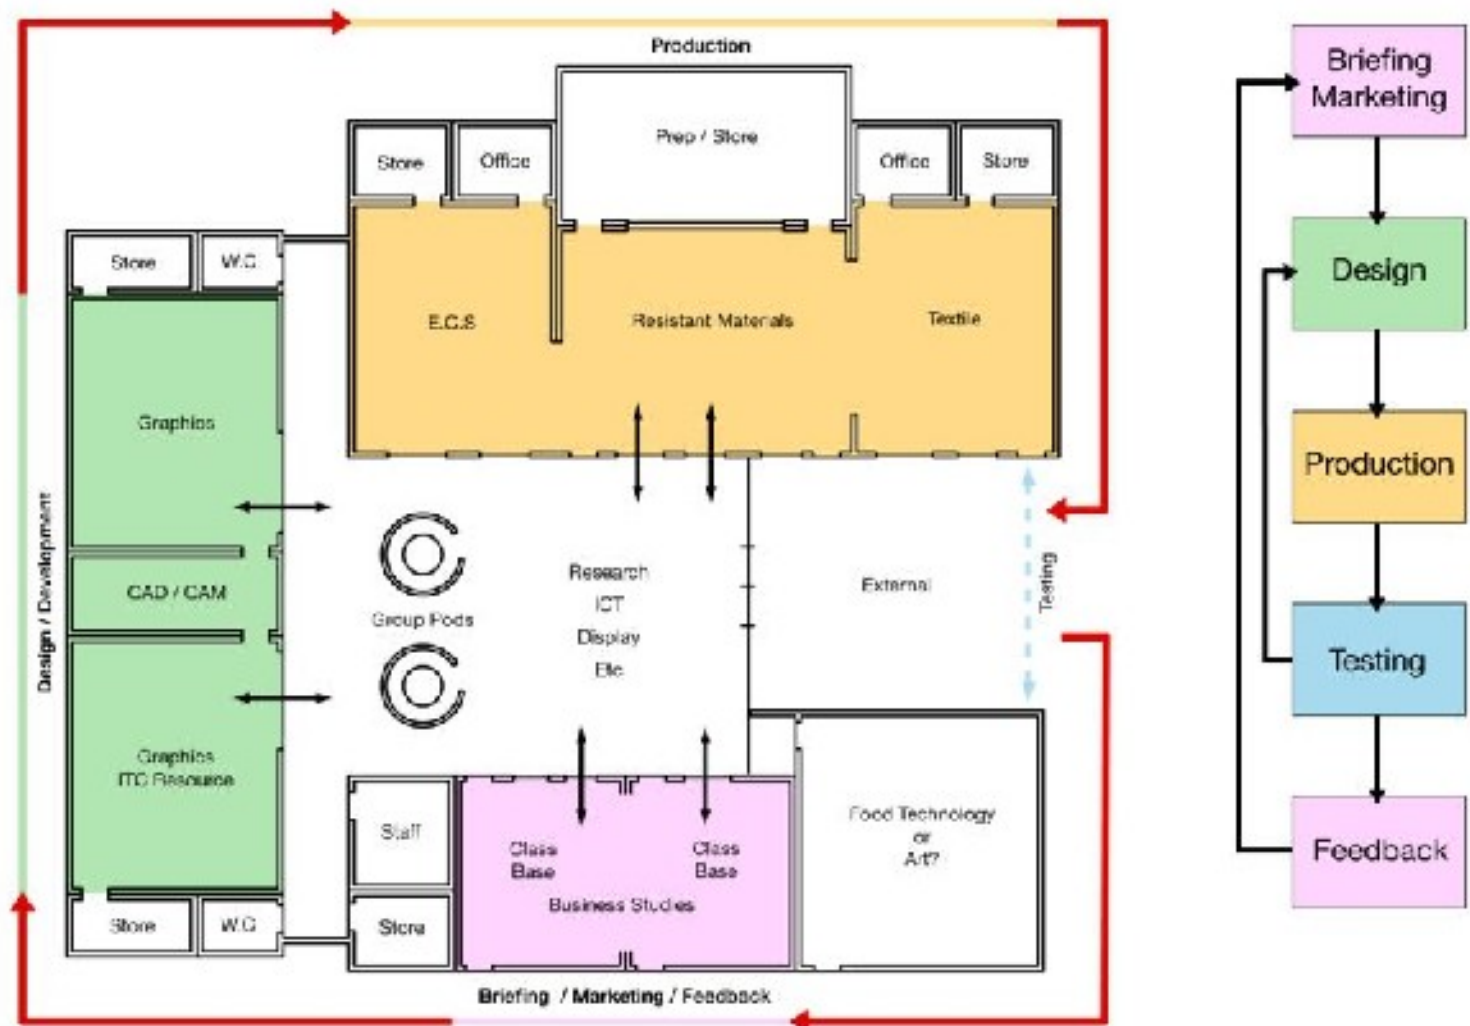 Production
Prep / Store
Store
Office
Office
Store
Store
W.C
E.C.S
Resistant Materials
Textile
Graphics
Design / Development
CAD / CAM
Group Pods
Research
ICT
Display
Etc
External
Testing
Graphics
ITC Resource
Staff
Class
Base
Class
Base
Business Studies
Food Technology
or
Art?
Store
W.C
Store
Briefing / Marketing / Feedback
Briefing
Marketing
Design
Production
Testing
Feedback